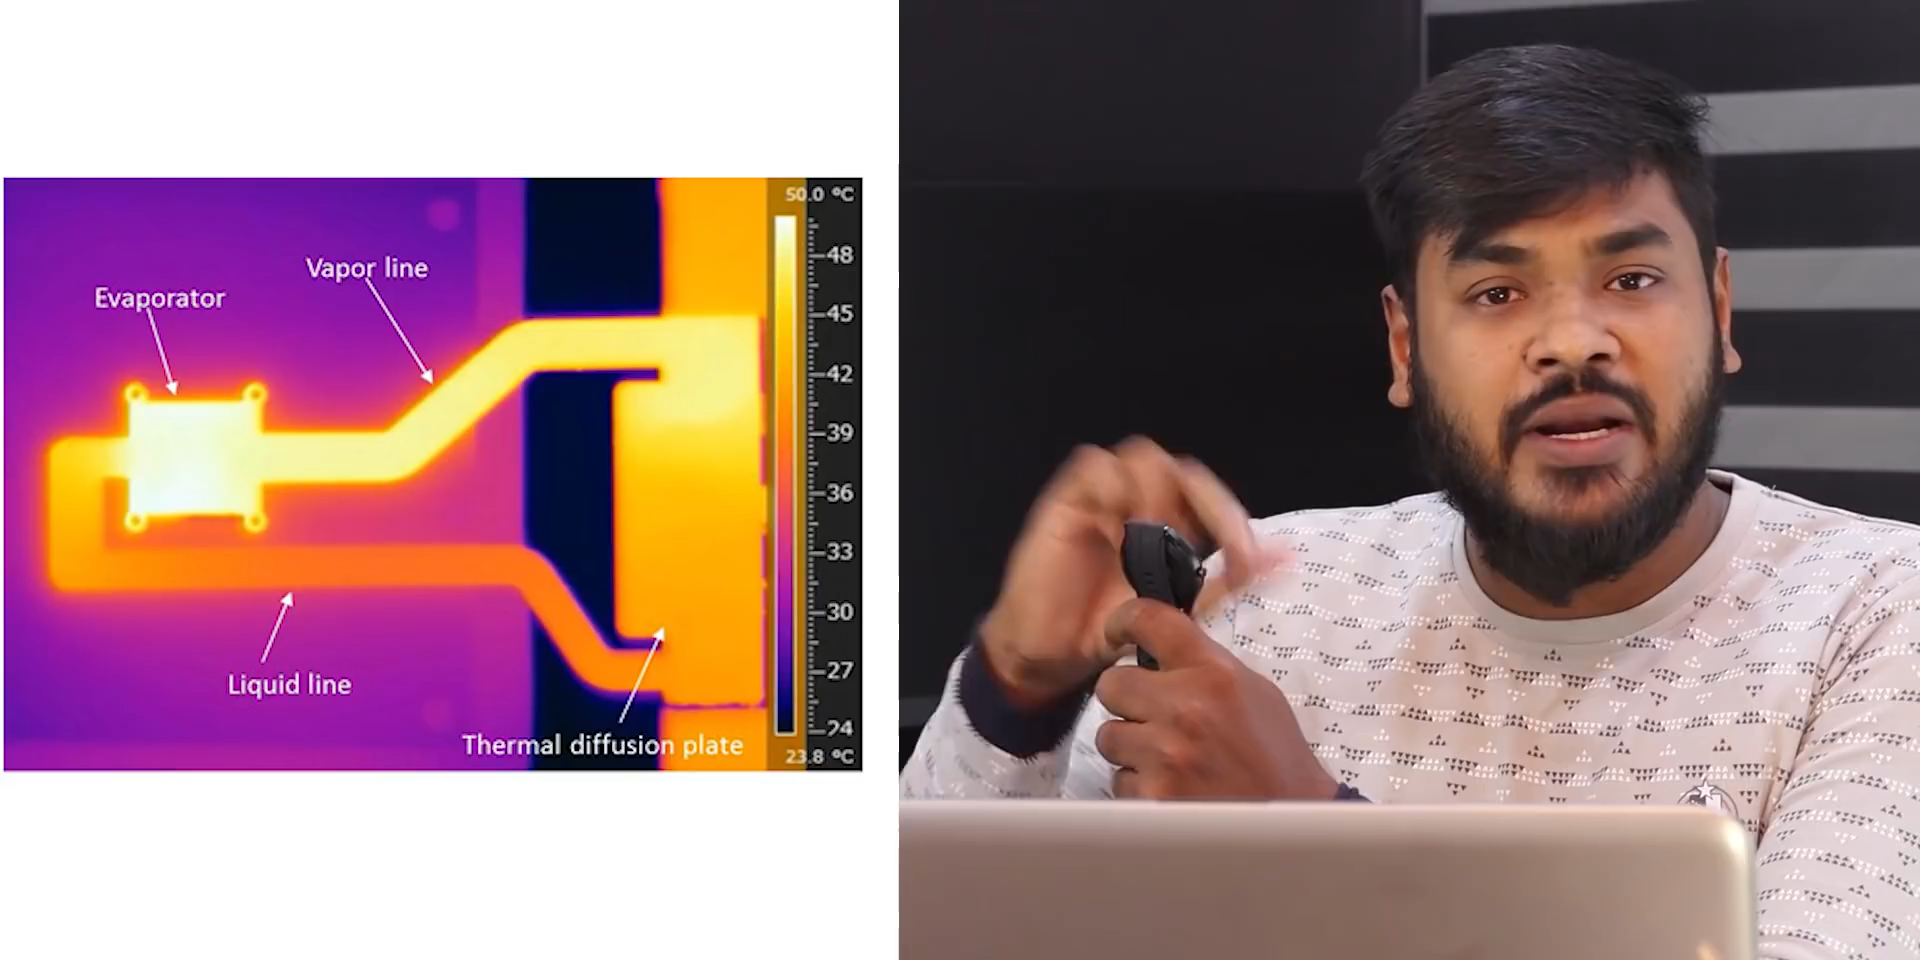 50.0 °C
Vapor line
48
Evaporator
45
42
39
36
33
30
27
Liquid line
24
Thermal diffusion plate
23.8 °C